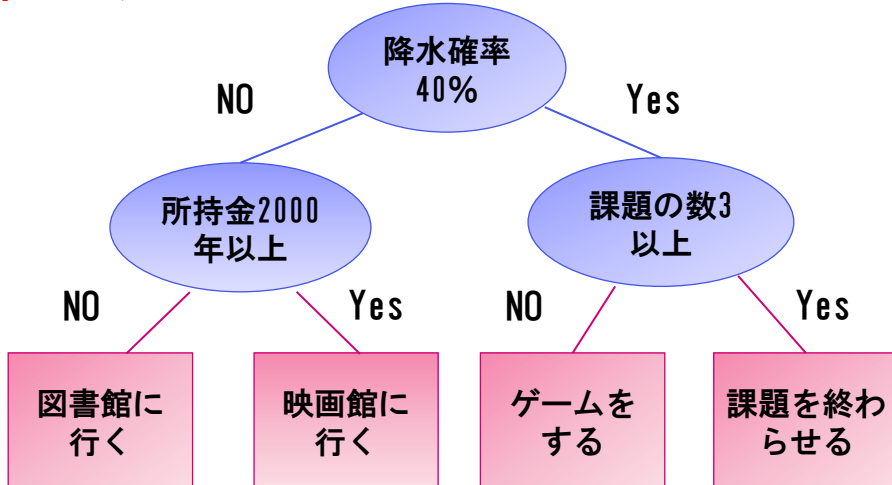 降水確率
40%
NO
Yes
所持金2000
年以上
課題の数3
以上
NO
Yes
NO
Yes
図書館に
行く
映画館に
行く
ゲームを
する
課題を終わ
らせる